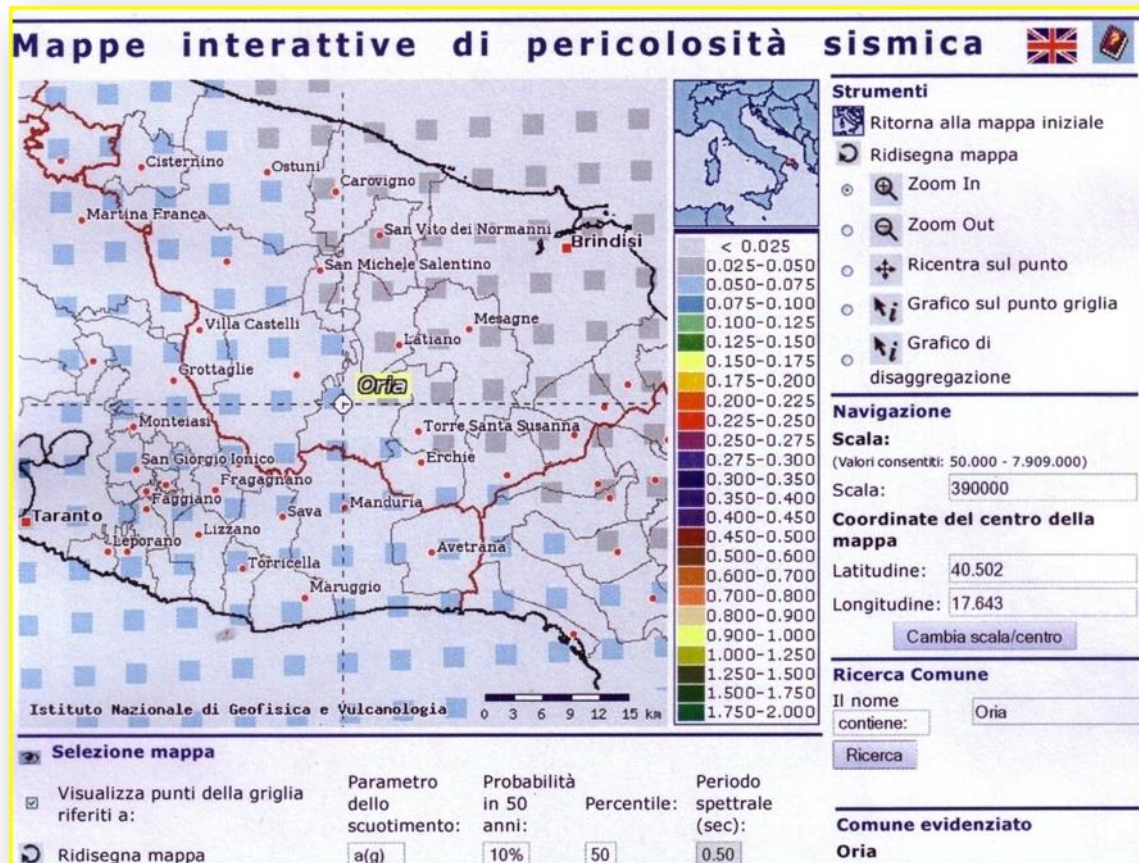 Mappe interattive di pericolosità sismica
Cisternino
Ostuni
Carovigno
Martina Franca
San Vito dei Normanni
Brindisi
San Michele Salentino
Villa Castelli
Mesagne
Latiano
Grottaglie
Oria
Monteiasi
Torre Santa Susanna
San Giorgio Ionico
Erchie
Fragagnano
Faggiano
Manduria
Taranto
Sava
Lizzano
Leporano
Avetrana
Torricella
Maruggio
Istituto Nazionale di Geofisica e Vulcanologia
0 3 6 9 12 15 km
< 0.025
0.025-0.050
0.050-0.075
0.075-0.100
0.100-0.125
0.125-0.150
0.150-0.175
0.175-0.200
0.200-0.225
0.225-0.250
0.250-0.275
0.275-0.300
0.300-0.350
0.350-0.400
0.400-0.450
0.450-0.500
0.500-0.600
0.600-0.700
0.700-0.800
0.800-0.900
0.900-1.000
1.000-1.250
1.250-1.500
1.500-1.750
1.750-2.000
Strumenti
Ritorna alla mappa iniziale
Ridisegna mappa
Zoom In
Zoom Out
Ricentra sul punto
Grafico sul punto griglia
Grafico di
disaggregazione
Navigazione
Scala:
(Valori consentiti: 50.000 - 7.909.000)
Scala: 390000
Coordinate del centro della
mappa
Latitudine: 40.502
Longitudine: 17.643
Cambia scala/centro
Ricerca Comune
Il nome
contiene: Oria
Ricerca
Comune evidenziato
Oria
Selezione mappa
Visualizza punti della griglia
riferiti a:
Ridisegna mappa
Parametro
dello
scuotimento:
a(g)
Probabilità
in 50
anni:
10%
Percentile:
50
Periodo
spettrale
(sec):
0.50